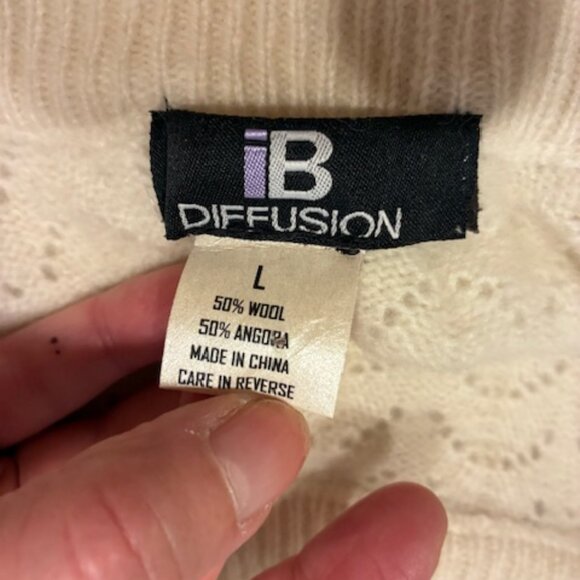 iB
DIFFUSION
L
50% WOOL
50% ANGORA
MADE IN CHINA
CARE IN REVERSE